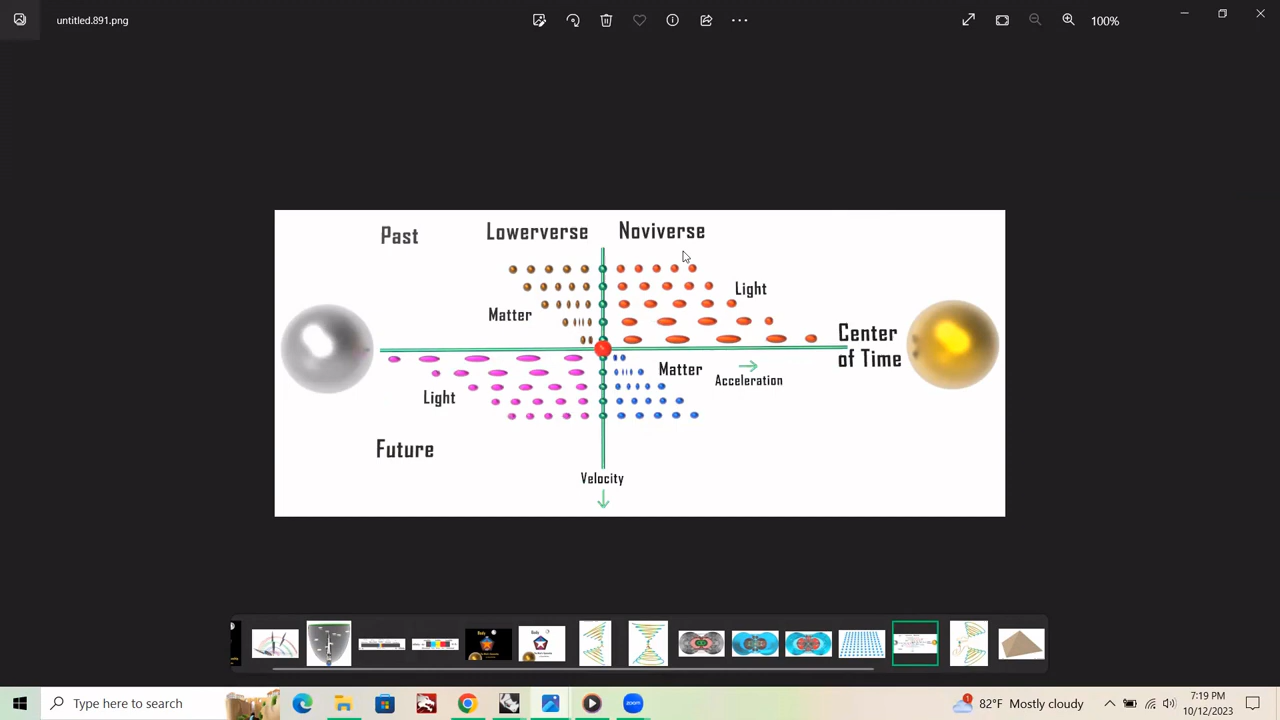 untitled.891.png
100%
Past
Lowerverse
Noviverse
Light
Matter
Center
of Time
Matter
Acceleration
Light
Future
Velocity
Type here to search
zoom
82°F Mostly cloudy
7:19 PM
10/12/2023